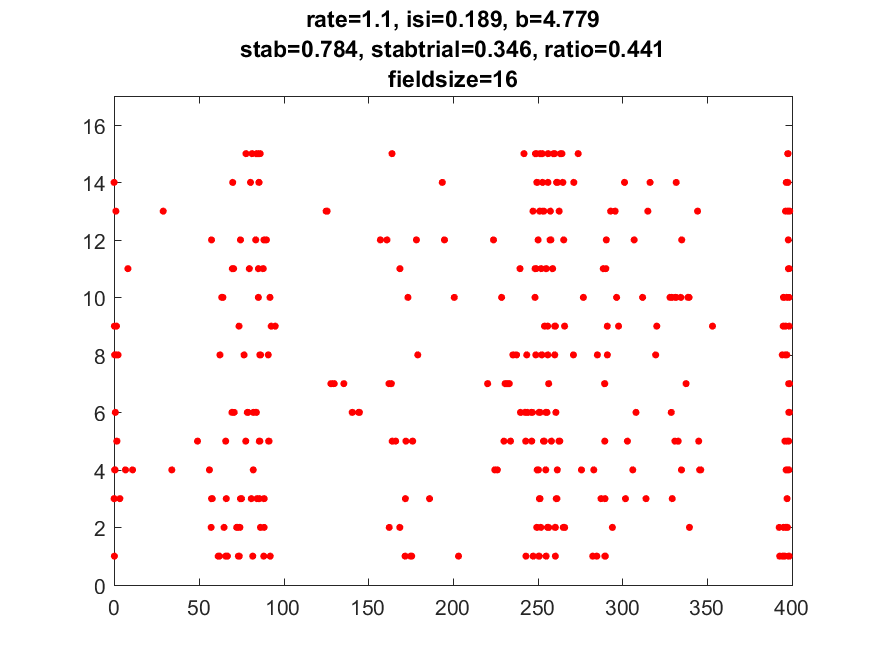 rate=1.1, isi=0.189, b=4.779
stab=0.784, stabtrial=0.346, ratio=0.441
fieldsize=16
16
14
12
10
8
6
4
2
0
0 50 100 150 200 250 300 350 400